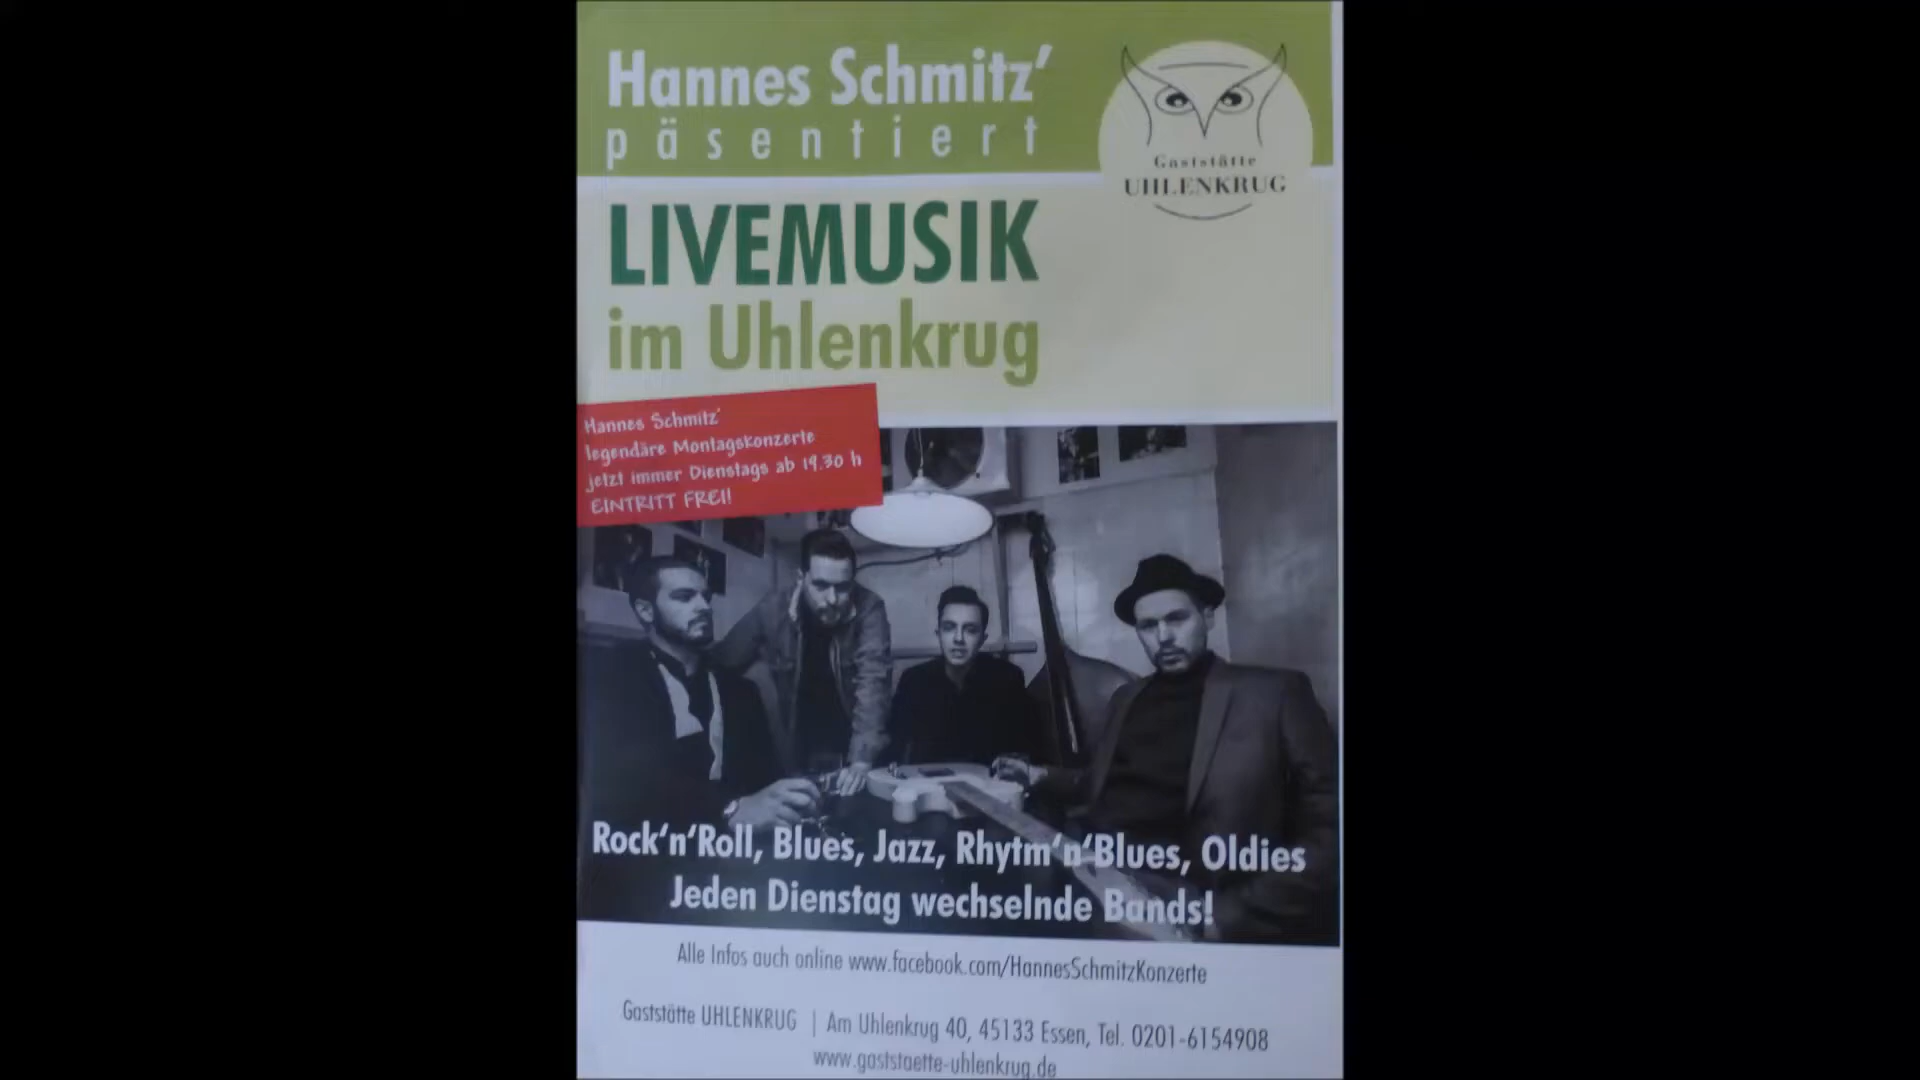 Hannes Schmitz'
päsentiert
Gaststätte
UHLENKRUG
LIVEMUSIK
im Uhlenkrug
Hannes Schmitz'
legendäre Montagskonzerte
jetzt immer Dienstags ab 19.30 h
EINTRITT FREI!
Rock‘n‘Roll, Blues, Jazz, Rhytm‘n‘Blues, Oldies
Jeden Dienstag wechselnde Bands!
Alle Infos auch online www.facebook.com/HannesSchmitzKonzerte
Gaststätte UHLENKRUG | Am Uhlenkrug 40, 45133 Essen, Tel. 0201-6154908
www.gaststaette-uhlenkrug.de